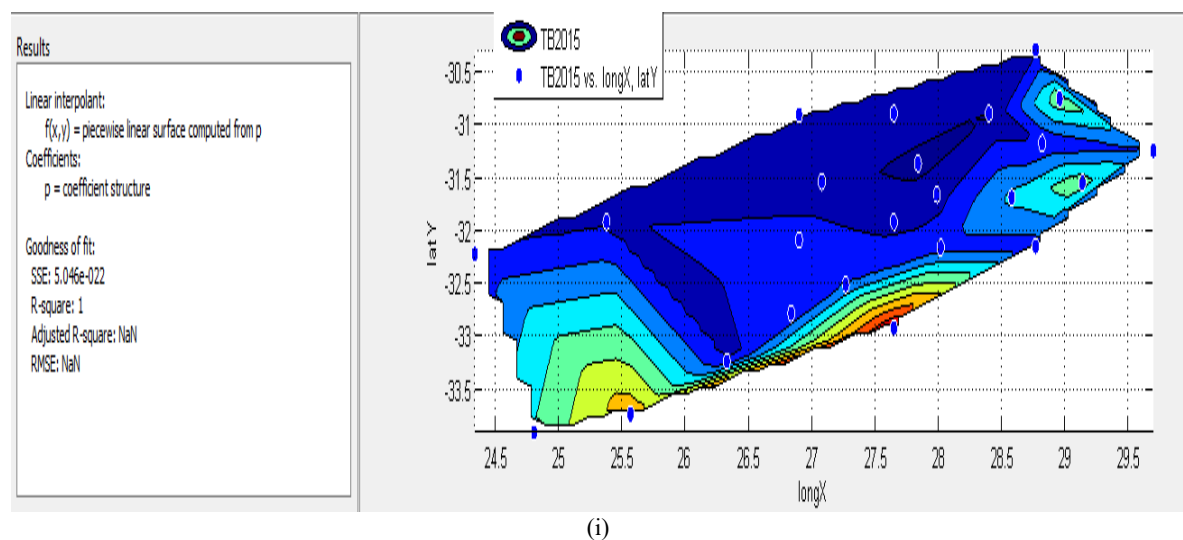 Results
Linear interpolant:
f(x,y) = piecewise linear surface computed from p
Coefficients:
p = coefficient structure
Goodness of fit:
SSE: 5.046e-022
R-square: 1
Adjusted R-square: NaN
RMSE: NaN
TB2015
TB2015 vs. longX, latY
-30.5
-31
-31.5
-32
-32.5
-33
-33.5
latY
24.5 25 25.5 26 26.5 27 27.5 28 28.5 29 29.5
longX
(i)